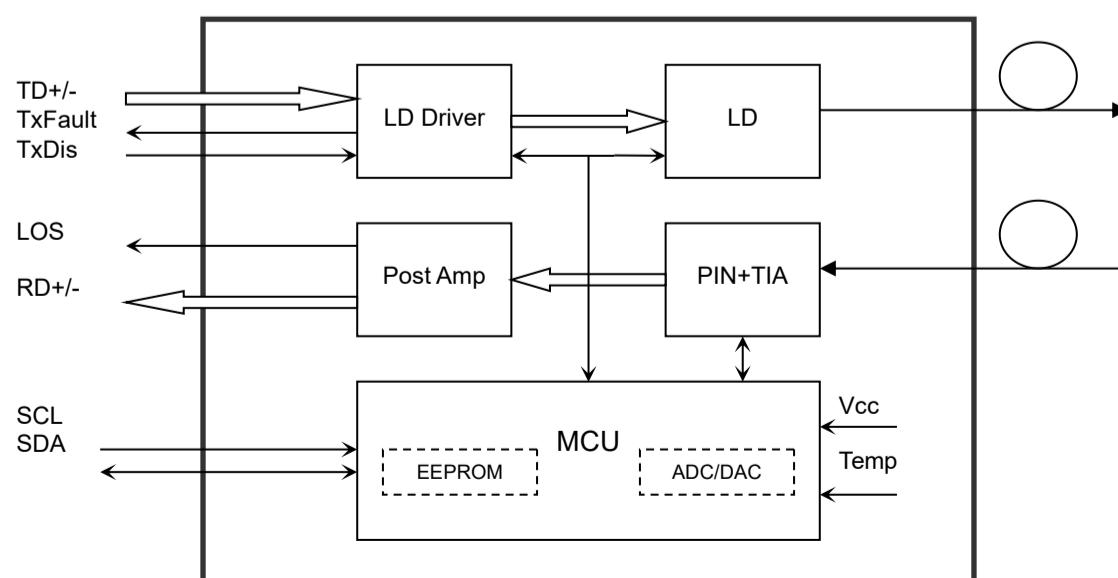 TD+/-
TxFault
TxDis
LD Driver
LD
LOS
RD+/-
Post Amp
PIN+TIA
SCL
SDA
MCU
EEPROM
ADC/DAC
Vcc
Temp